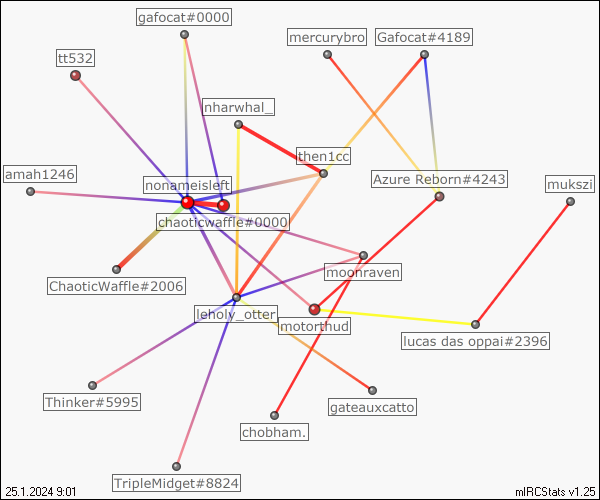 gafocat#0000
mercurybro
Gafocat#4189
tt532
nharwhal_
then1cc
amah1246
nonameisleft
Azure Reborn#4243
mukszi
chaoticwaffle#0000
moonraven
ChaoticWaffle#2006
leholy_otter
motorthud
lucas das oppai#2396
Thinker#5995
gateauxcatto
chobham.
TripleMidget#8824
25.1.2024 9:01
mIRCStats v1.25